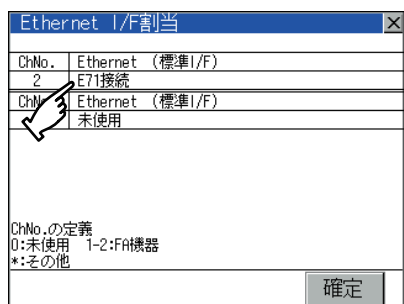 Ethernet I/F割当 ×
ChNo. Ethernet (標準I/F)
2 E71接続
ChNo. Ethernet (標準I/F)
未使用
ChNo.の定義
0:未使用 1-2:FA機器
*:その他
確定